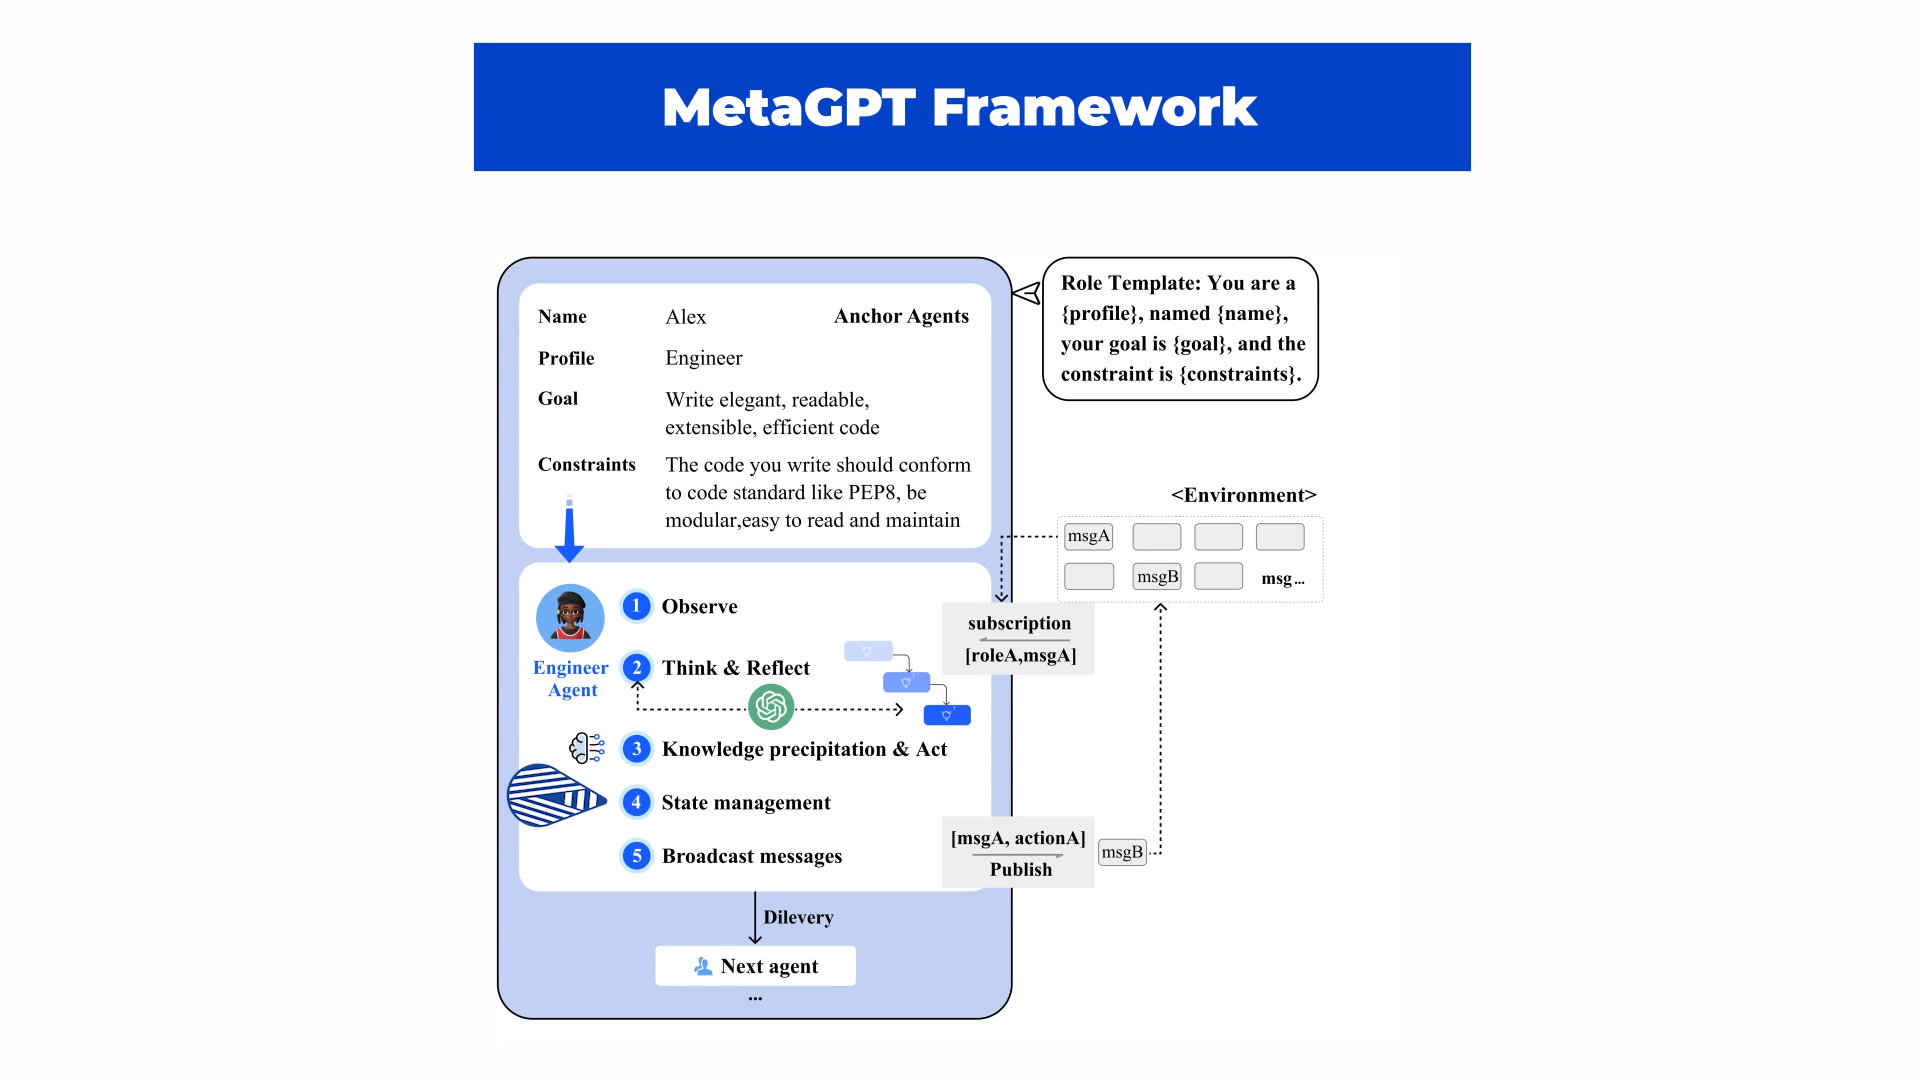 MetaGPT Framework
Name Alex Anchor Agents
Profile Engineer
Goal Write elegant, readable,
extensible, efficient code
Constraints The code you write should conform
to code standard like PEP8, be
modular,easy to read and maintain
Role Template: You are a
{profile}, named {name},
your goal is {goal}, and the
constraint is {constraints}.
<Environment>
msgA
msgB msg...
Engineer
Agent
1 Observe
2 Think & Reflect
3 Knowledge precipitation & Act
4 State management
5 Broadcast messages
subscription
[roleA,msgA]
[msgA, actionA]
Publish
msgB
Dilevery
Next agent
...